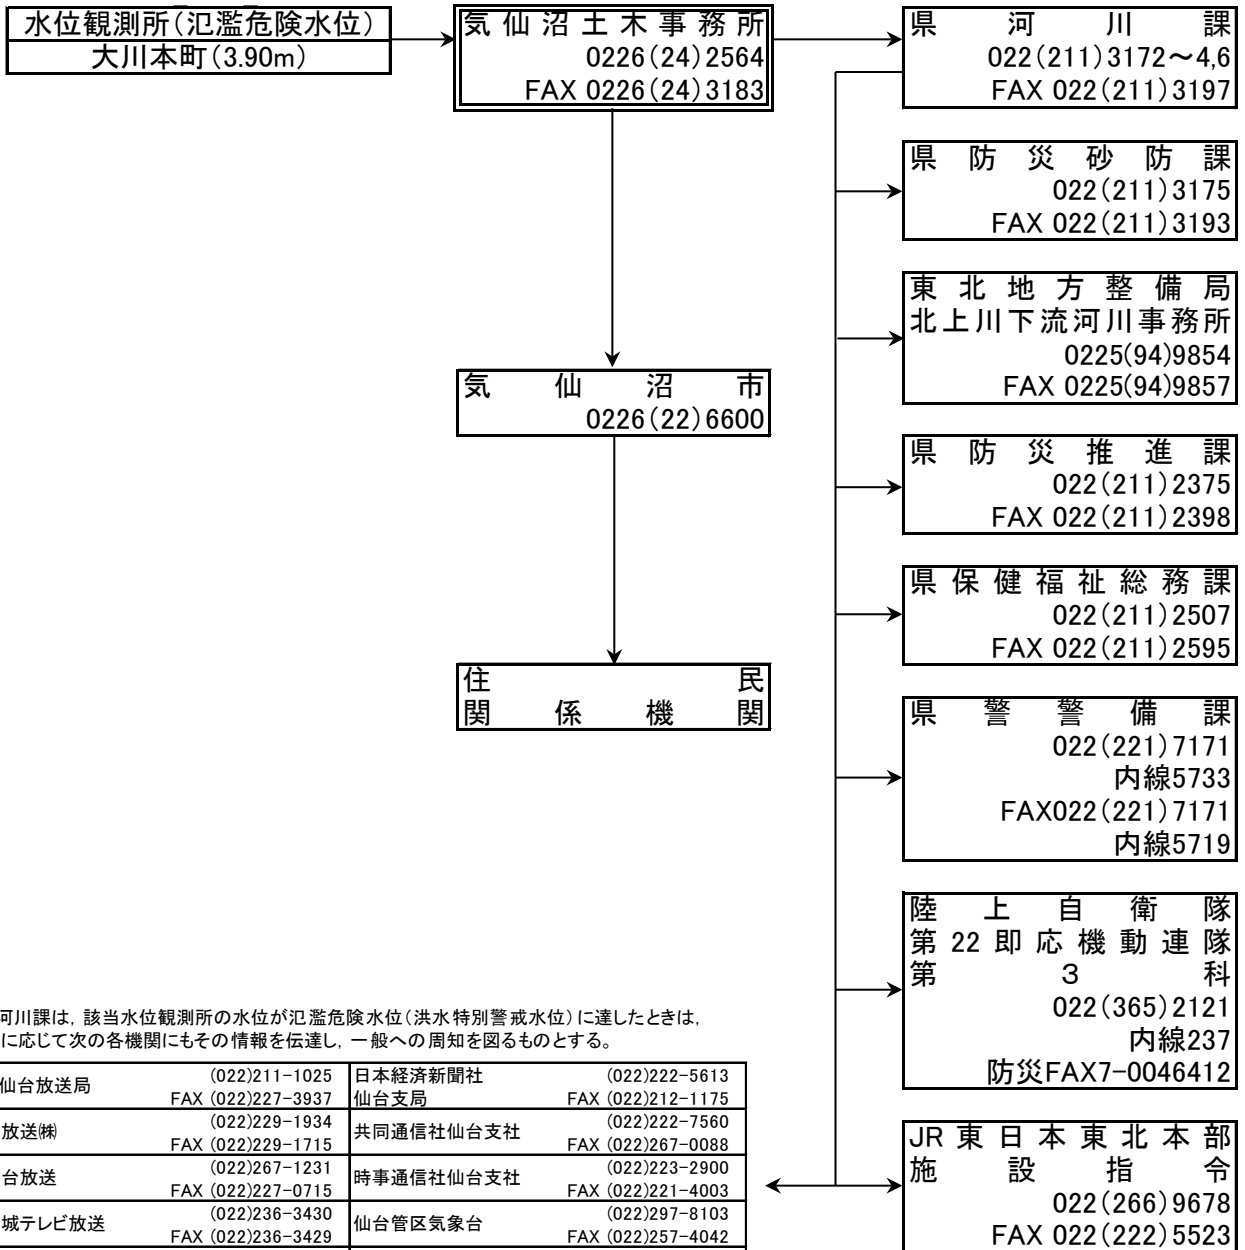 水位観測所（氾濫危険水位）
大川本町（3.90m）
気仙沼土木事務所
0226（24）2564
FAX 0226（24）3183
気仙沼市
0226（22）6600
住民
関係機関
県河川課
022（211）3172～4,6
FAX 022（211）3197
県防災砂防課
022（211）3175
FAX 022（211）3193
東北地方整備局
北上川下流河川事務所
0225(94)9854
FAX 0225(94)9857
県防災推進課
022（211）2375
FAX 022（211）2398
県保健福祉総務課
022（211）2507
FAX 022（211）2595
県警警備課
022（221）7171
内線5733
FAX022（221）7171
内線5719
陸上自衛隊
第22即応機動連隊
第３科
022（365）2121
内線237
防災FAX7-0046412
JR東日本東北本部
施設指令
022（266）9678
FAX 022（222）5523
河川課は，該当水位観測所の水位が氾濫危険水位（洪水特別警戒水位）に達したときは，
に応じて次の各機関にもその情報を伝達し，一般への周知を図るものとする。
仙台放送局 (022)211-1025
FAX (022)227-3937
日本経済新聞社 (022)222-5613
仙台支局 FAX (022)212-1175
放送㈱ (022)229-1934
FAX (022)229-1715
共同通信社仙台支社 (022)222-7560
FAX (022)267-0088
台放送 (022)267-1231
FAX (022)227-0715
時事通信社仙台支社 (022)223-2900
FAX (022)221-4003
城テレビ放送 (022)236-3430
FAX (022)236-3429
仙台管区気象台 (022)297-8103
FAX (022)257-4042